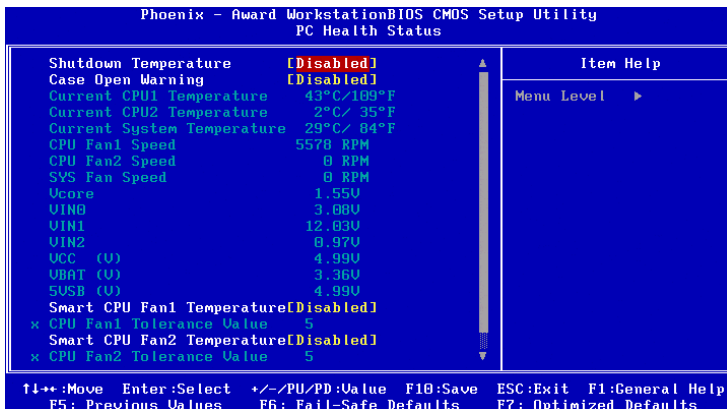 Phoenix - Award WorkstationBIOS CMOS Setup Utility
PC Health Status
Shutdown Temperature [Disabled]
Case Open Warning [Disabled]
Current CPU1 Temperature 43°C/109°F
Current CPU2 Temperature 2°C/ 35°F
Current System Temperature 29°C/ 84°F
CPU Fan1 Speed 5578 RPM
CPU Fan2 Speed 0 RPM
SYS Fan Speed 0 RPM
Vcore 1.55V
VIN0 3.08V
VIN1 12.03V
VIN2 0.97V
VCC (V) 4.99V
VBAT (V) 3.36V
5VSB (V) 4.99V
Smart CPU Fan1 Temperature[Disabled]
x CPU Fan1 Tolerance Value 5
Smart CPU Fan2 Temperature[Disabled]
x CPU Fan2 Tolerance Value 5
Item Help
Menu Level ▶
↑↓→←:Move Enter:Select +/-/PU/PD:Value F10:Save ESC:Exit F1:General Help
F5: Previous Values F6: Fail-Safe Defaults F7: Optimized Defaults